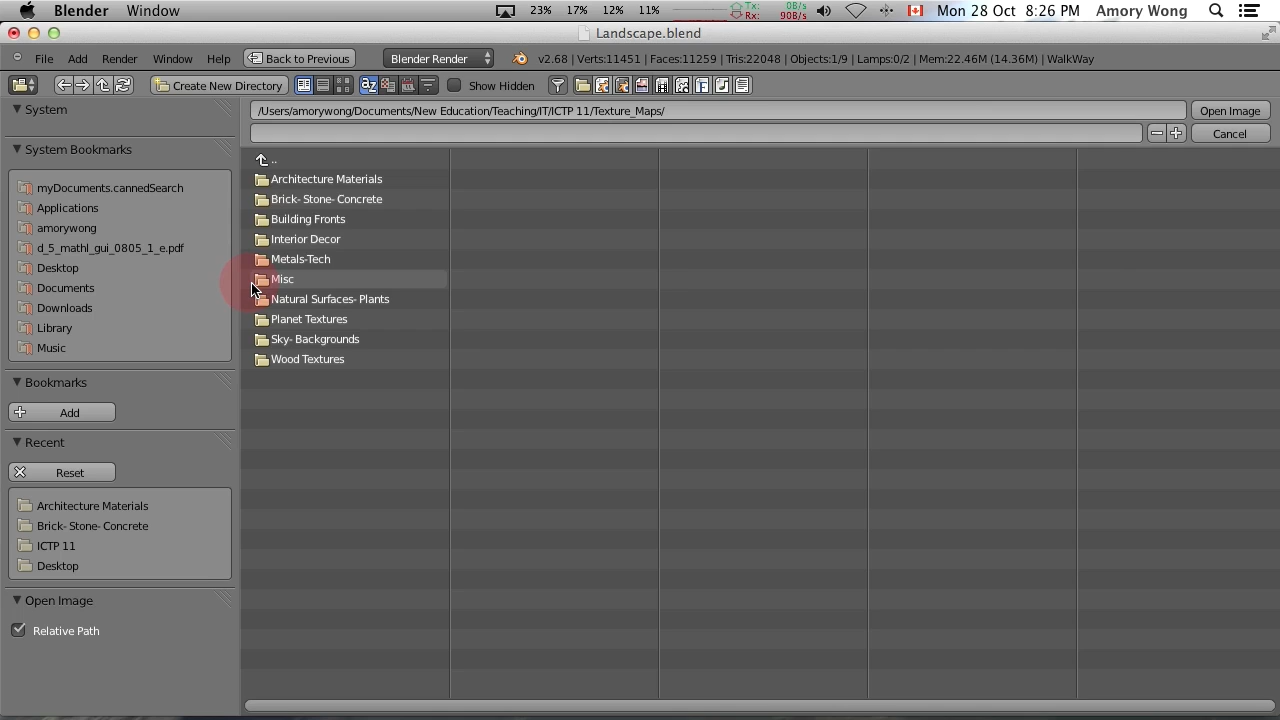 Blender Window 23% 17% 12% 11% Tx: 0B/s Rx: 90B/s Mon 28 Oct 8:26 PM Amory Wong
Landscape.blend
File Add Render Window Help Back to Previous Blender Render v2.68 | Verts:11451 | Faces:11259 | Tris:22048 | Objects:1/9 | Lamps:0/2 | Mem:22.46M (14.36M) | WalkWay
Create New Directory Show Hidden
System
/Users/amorywong/Documents/New Education/Teaching/IT/ICTP 11/Texture_Maps/
Open Image
Cancel
System Bookmarks
myDocuments.cannedSearch
Applications
amorywong
d_5_mathl_gui_0805_1_e.pdf
Desktop
Documents
Downloads
Library
Music
Bookmarks
Add
Recent
Reset
Architecture Materials
Brick- Stone- Concrete
ICTP 11
Desktop
Open Image
Relative Path
..
Architecture Materials
Brick- Stone- Concrete
Building Fronts
Interior Decor
Metals-Tech
Misc
Natural Surfaces- Plants
Planet Textures
Sky- Backgrounds
Wood Textures